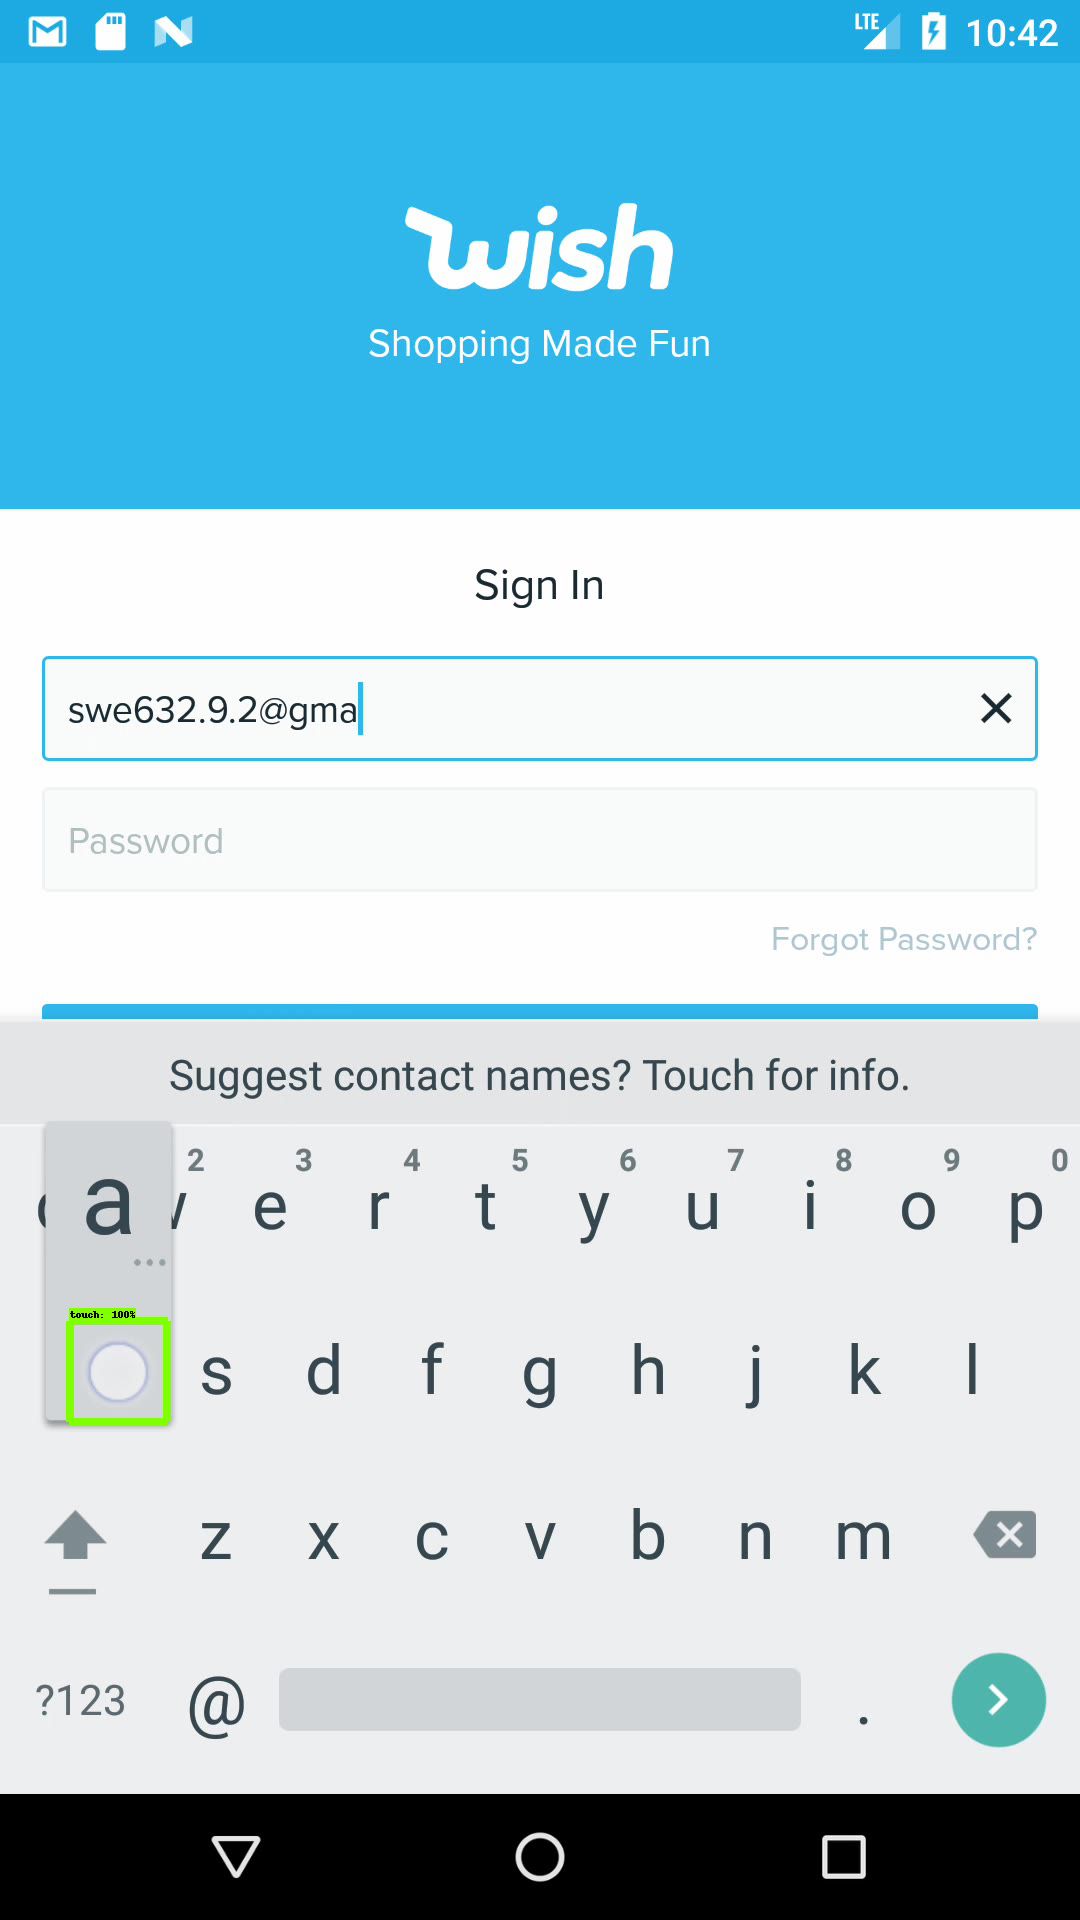 LTE 10:42
wish
Shopping Made Fun
Sign In
swe632.9.2@gma
Password
Forgot Password?
Suggest contact names? Touch for info.
2 3 4 5 6 7 8 9 0
a e r t y u i o p
touch: 100%
s d f g h j k l
z x c v b n m
?123 @ .